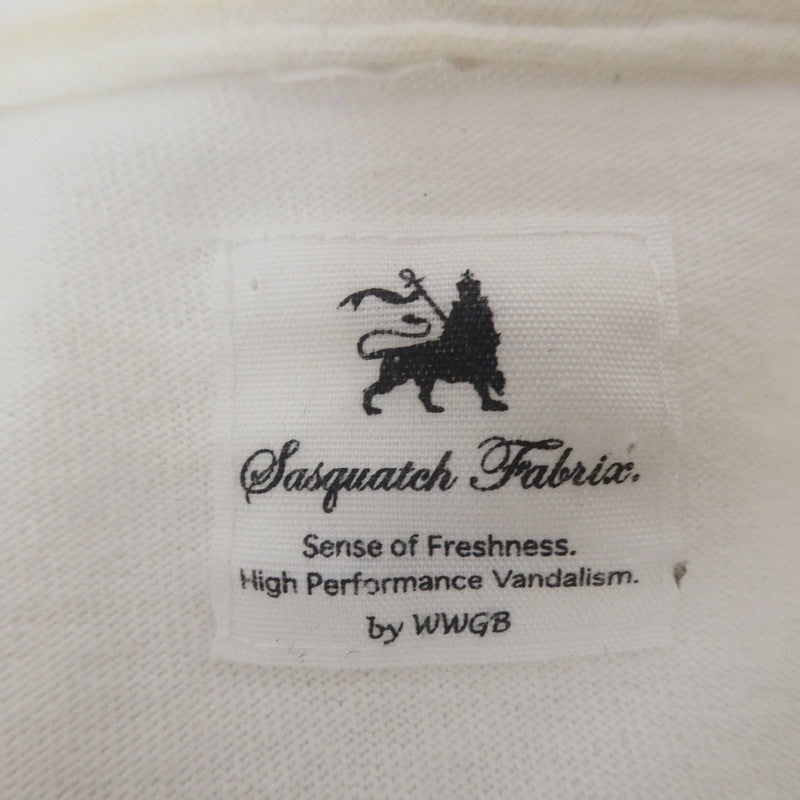 Sasquatch Fabrix.
Sense of Freshness.
High Performance Vandalism.
by WWGB